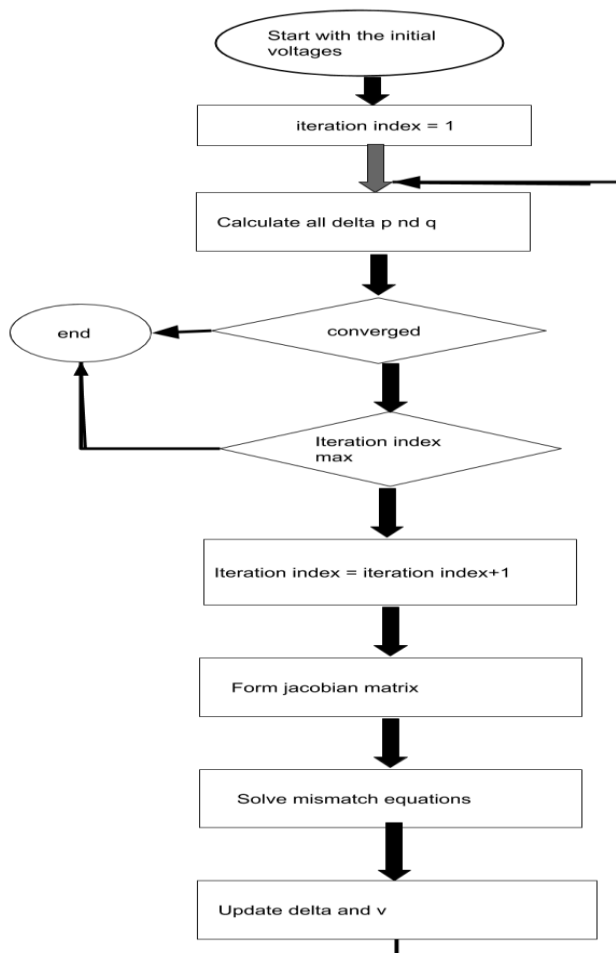 Start with the initial
voltages
iteration index = 1
Calculate all delta p nd q
converged
end
Iteration index
max
Iteration index = iteration index+1
Form jacobian matrix
Solve mismatch equations
Update delta and v